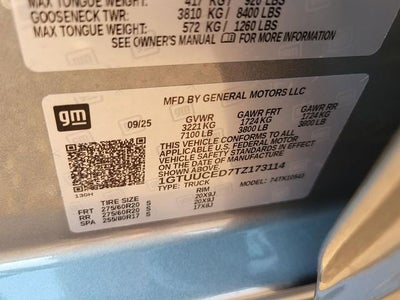 MAX TONGUE WEIGHT: 417 KG/ 920 LBS
GOOSENECK TWR: 3810 KG/ 8400 LBS
MAX TONGUE WEIGHT: 572 KG/ 1260 LBS
SEE OWNER'S MANUAL FOR MORE INFORMATION
gm
MFD BY GENERAL MOTORS LLC
09/25 GVWR GAWR FRT GAWR RR
3221 KG 1724 KG 1724 KG
7100 LB 3800 LB 3800 LB
THIS VEHICLE CONFORMS TO ALL APPLICABLE
U.S. FEDERAL MOTOR VEHICLE SAFETY
STANDARDS IN EFFECT ON THE
DATE OF MANUFACTURE
SHOWN ABOVE.
1GTUUCED7TZ173114
TYPE: TRUCK MODEL:
130H
TIRE SIZE RIM
FRT 275/60R20 S 20X9J
RR 275/60R20 S 20X9J
SPA 255/80R17 S 17X8J